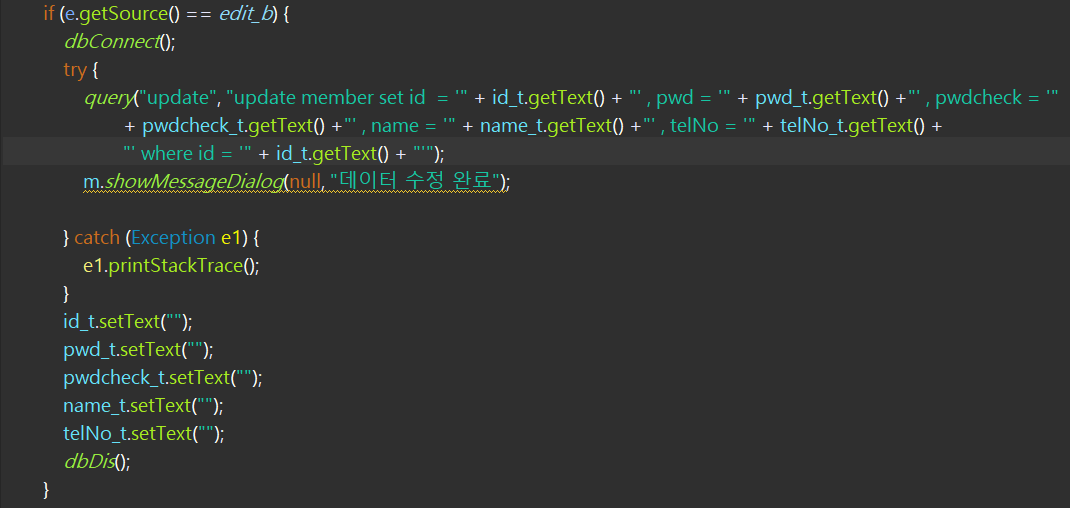 if (e.getSource() == edit_b) {
dbConnect();
try {
query("update", "update member set id  = '" + id_t.getText() + "' , pwd = '" + pwd_t.getText() +"' , pwdcheck = '"
+ pwdcheck_t.getText() +"' , name = '" + name_t.getText() +"' , telNo = '" + telNo_t.getText() +
"' where id = '" + id_t.getText() + "'");
m.showMessageDialog(null, "데이터 수정 완료");
} catch (Exception e1) {
e1.printStackTrace();
}
id_t.setText("");
pwd_t.setText("");
pwdcheck_t.setText("");
name_t.setText("");
telNo_t.setText("");
dbDis();
}